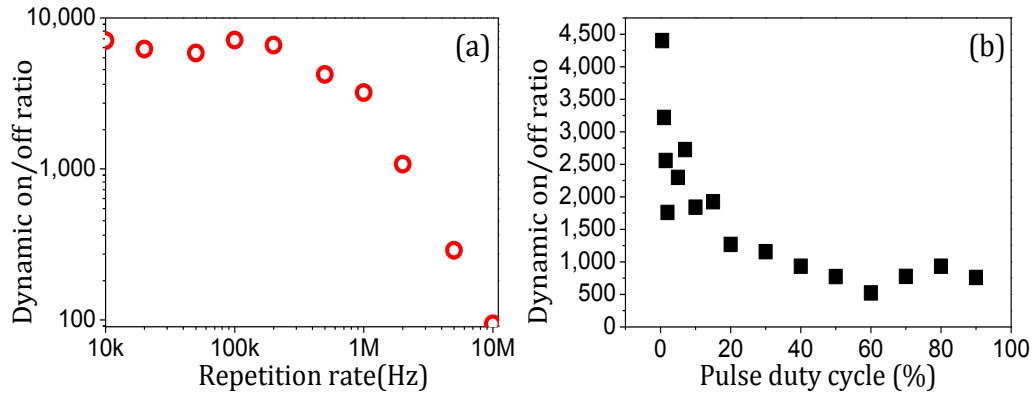 (a)
Dynamic on/off ratio
10,000
1,000
100
10k
100k
1M
10M
Repetition rate(Hz)
(b)
Dynamic on/off ratio
4,500
4,000
3,500
3,000
2,500
2,000
1,500
1,000
500
0
0
20
40
60
80
100
Pulse duty cycle (%)